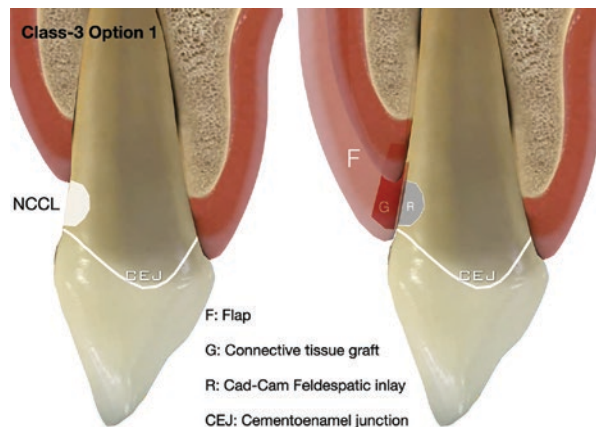 Class-3 Option 1
NCCL
F
G
R
CEJ
CEJ
F: Flap
G: Connective tissue graft
R: Cad-Cam Feldespatic inlay
CEJ: Cementoenamel junction